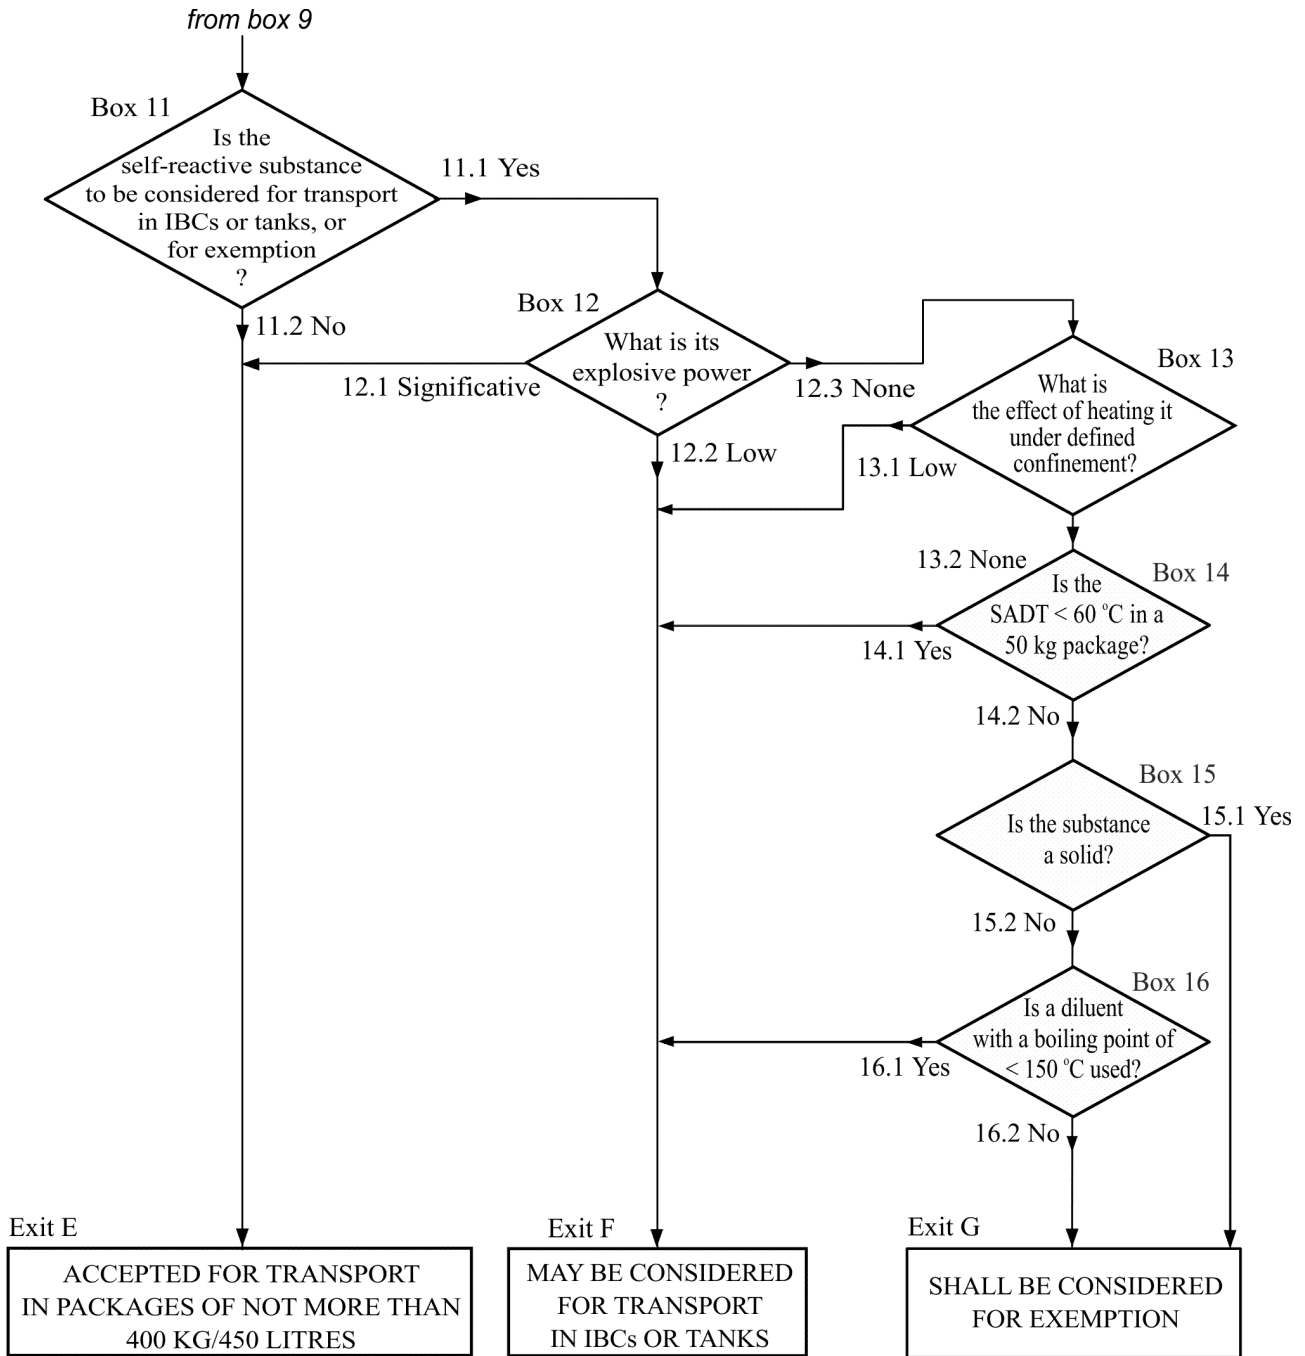 from box 9
Box 11
Is the
self-reactive substance
to be considered for transport
in IBCs or tanks, or
for exemption
?
11.1 Yes
11.2 No
Box 12
What is its
explosive power
?
12.1 Significative
12.3 None
12.2 Low
Box 13
What is
the effect of heating it
under defined
confinement?
13.1 Low
13.2 None
Box 14
Is the
SADT < 60 °C in a
50 kg package?
14.1 Yes
14.2 No
Box 15
Is the substance
a solid?
15.1 Yes
15.2 No
Box 16
Is a diluent
with a boiling point of
< 150 °C used?
16.1 Yes
16.2 No
Exit E
ACCEPTED FOR TRANSPORT
IN PACKAGES OF NOT MORE THAN
400 KG/450 LITRES
Exit F
MAY BE CONSIDERED
FOR TRANSPORT
IN IBCs OR TANKS
Exit G
SHALL BE CONSIDERED
FOR EXEMPTION